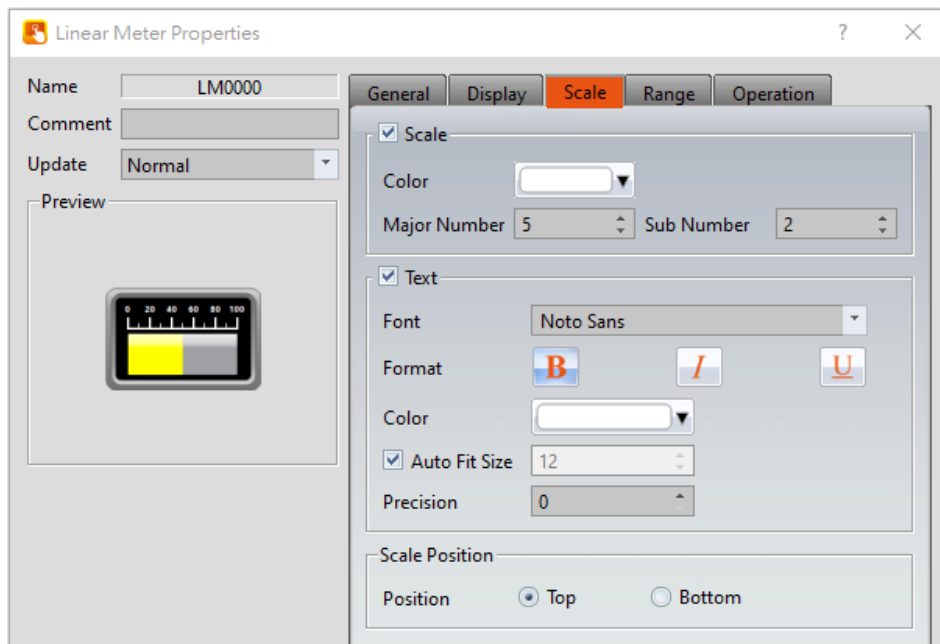 Linear Meter Properties ?
Name LM0000
Comment
Update Normal
Preview
0 20 40 60 80 100
General Display Scale Range Operation
Scale
Color
Major Number 5 Sub Number 2
Text
Font Noto Sans
Format B I U
Color
Auto Fit Size 12
Precision 0
Scale Position
Position Top Bottom